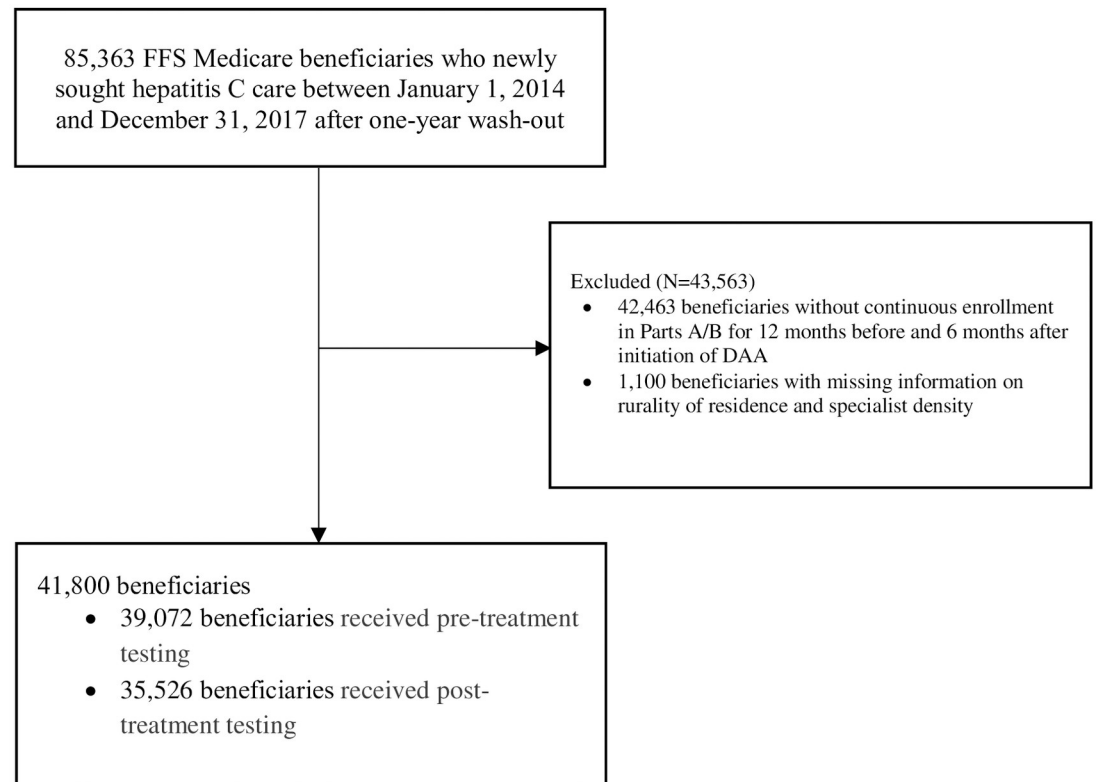 85,363 FFS Medicare beneficiaries who newly
sought hepatitis C care between January 1, 2014
and December 31, 2017 after one-year wash-out
Excluded (N=43,563)
• 42,463 beneficiaries without continuous enrollment
in Parts A/B for 12 months before and 6 months after
initiation of DAA
• 1,100 beneficiaries with missing information on
rurality of residence and specialist density
41,800 beneficiaries
• 39,072 beneficiaries received pre-treatment
testing
• 35,526 beneficiaries received post-
treatment testing